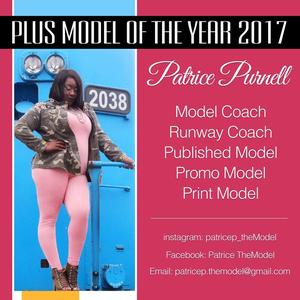 PLUS MODEL OF THE YEAR 2017
Patrice Purnell
2038
Model Coach
Runway Coach
Published Model
Promo Model
Print Model
instagram: patricep_theModel
Facebook: Patrice TheModel
Email: patricep.themodel@gmail.com